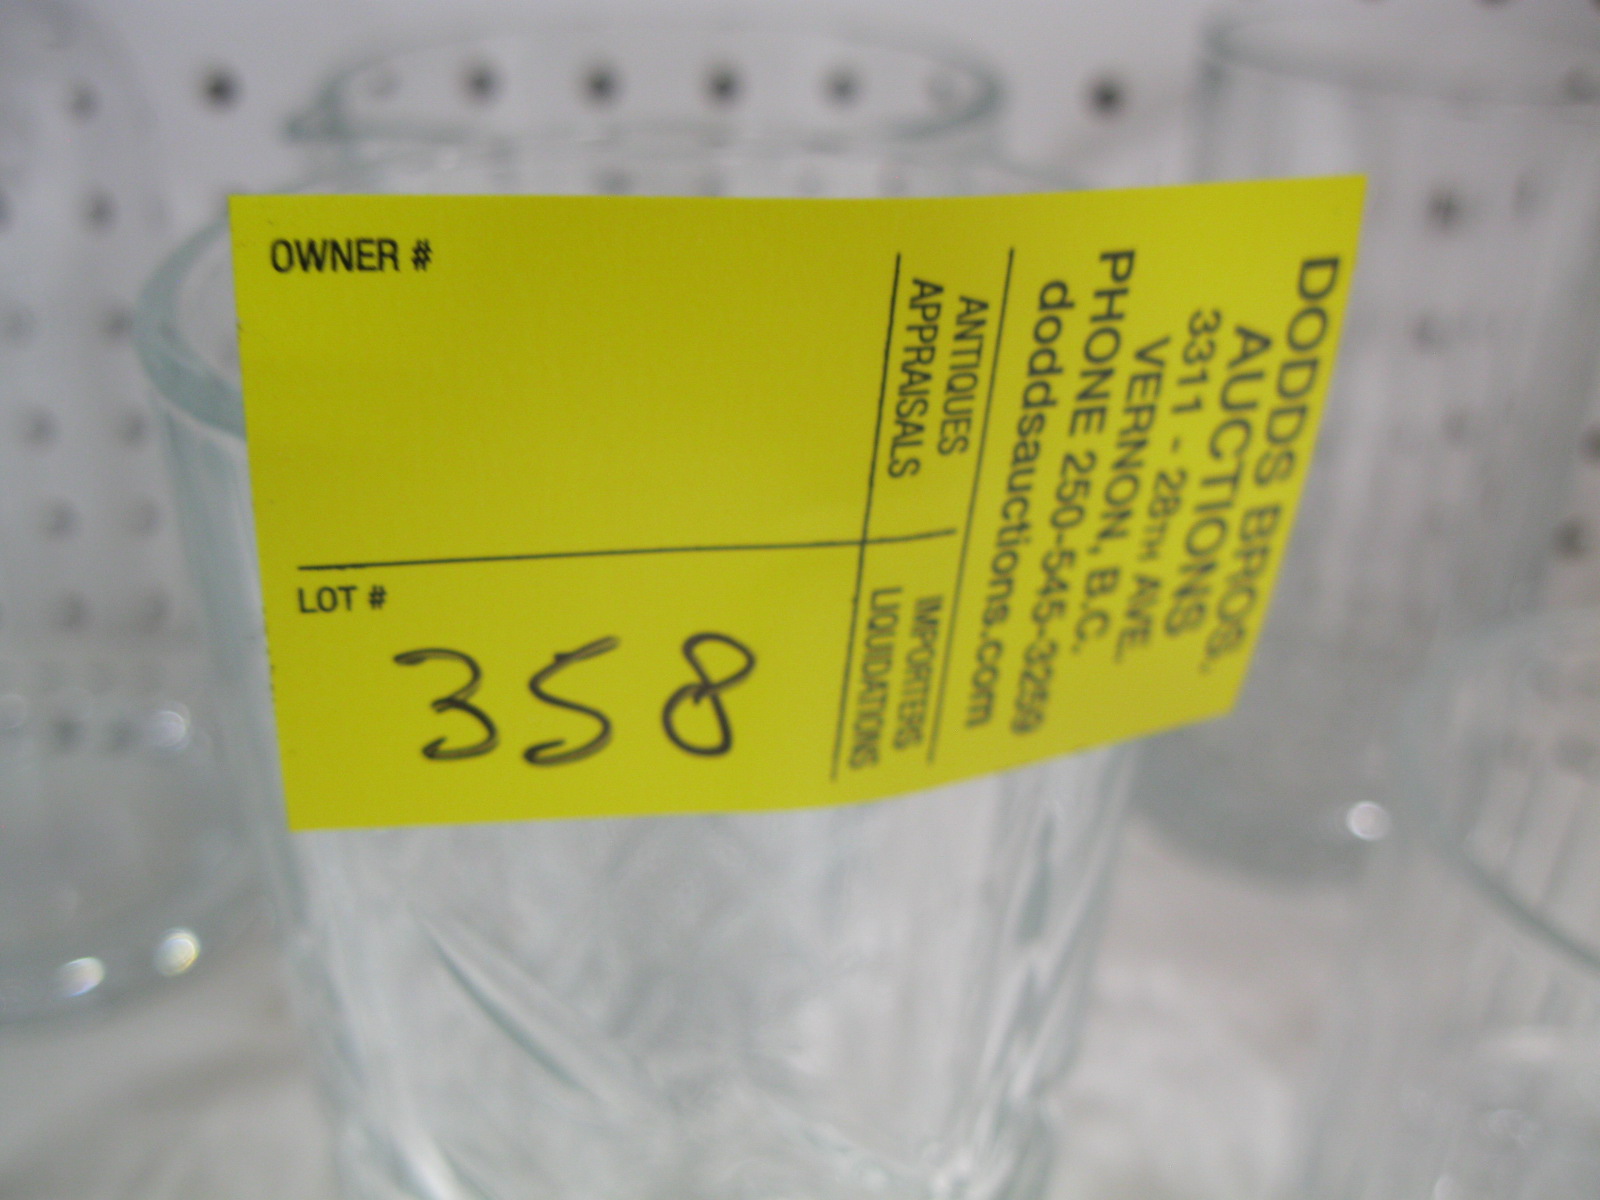 OWNER #
LOT #
358
DODDS BROS.
AUCTIONS
3311 - 28TH AVE.
VERNON, B.C.
PHONE 250-545-3259
doddsauctions.com
ANTIQUES
APPRAISALS
IMPORTERS
LIQUIDATIONS